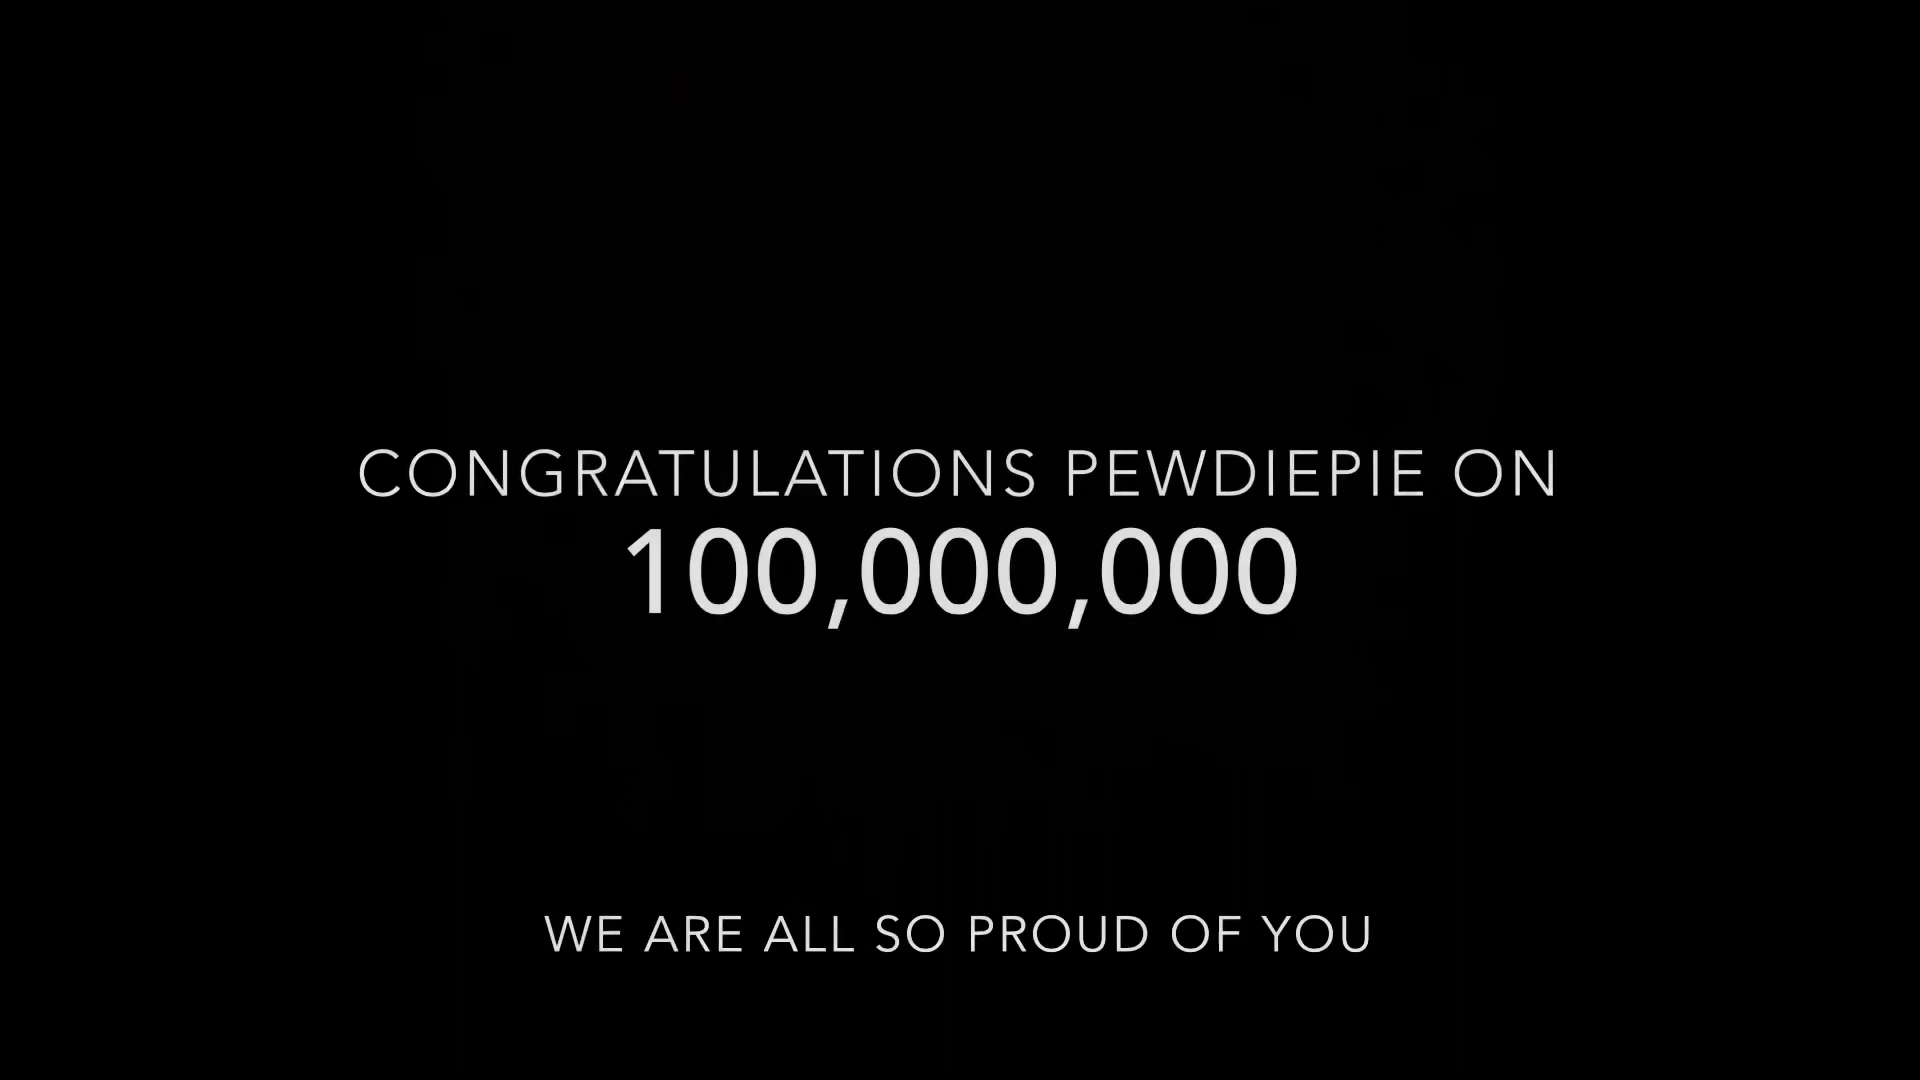 CONGRATULATIONS PEWDIEPIE ON
100,000,000
WE ARE ALL SO PROUD OF YOU